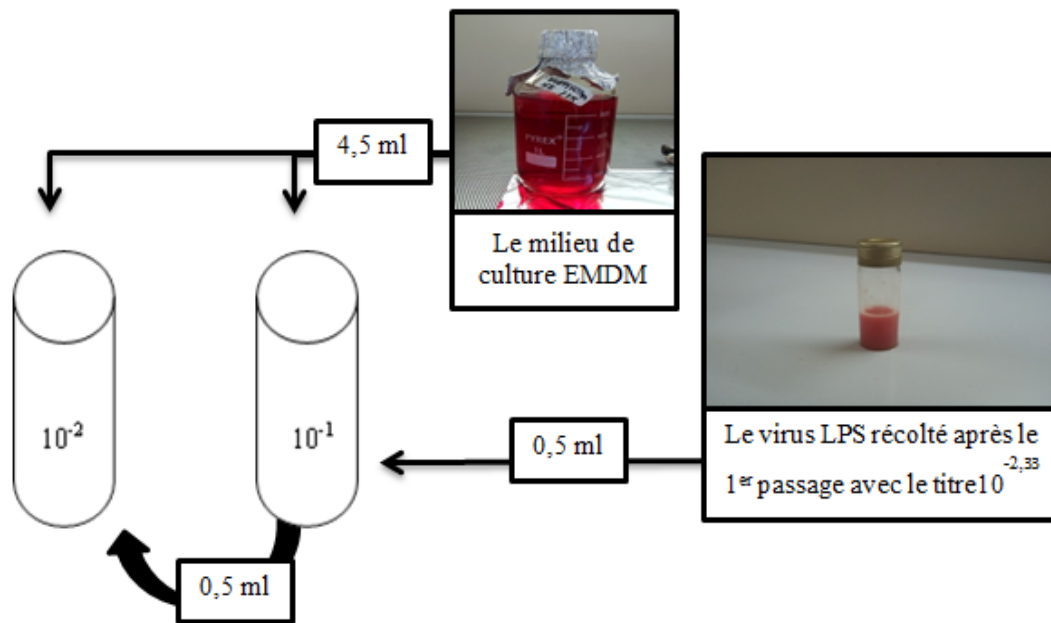 4,5 ml
PYREX
Le milieu de
culture EMDM
10⁻²
10⁻¹
0,5 ml
Le virus LPS récolté après le
1er passage avec le titre10⁻²,³³
0,5 ml